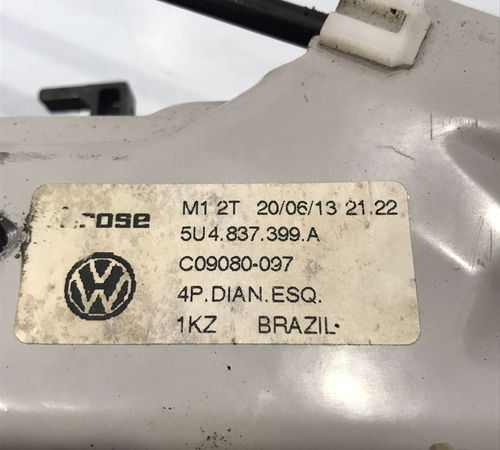 M1 2T 20/06/13 21.22
5U4.837.399.A
C09080-097
4P.DIAN.ESQ.
1KZ BRAZIL